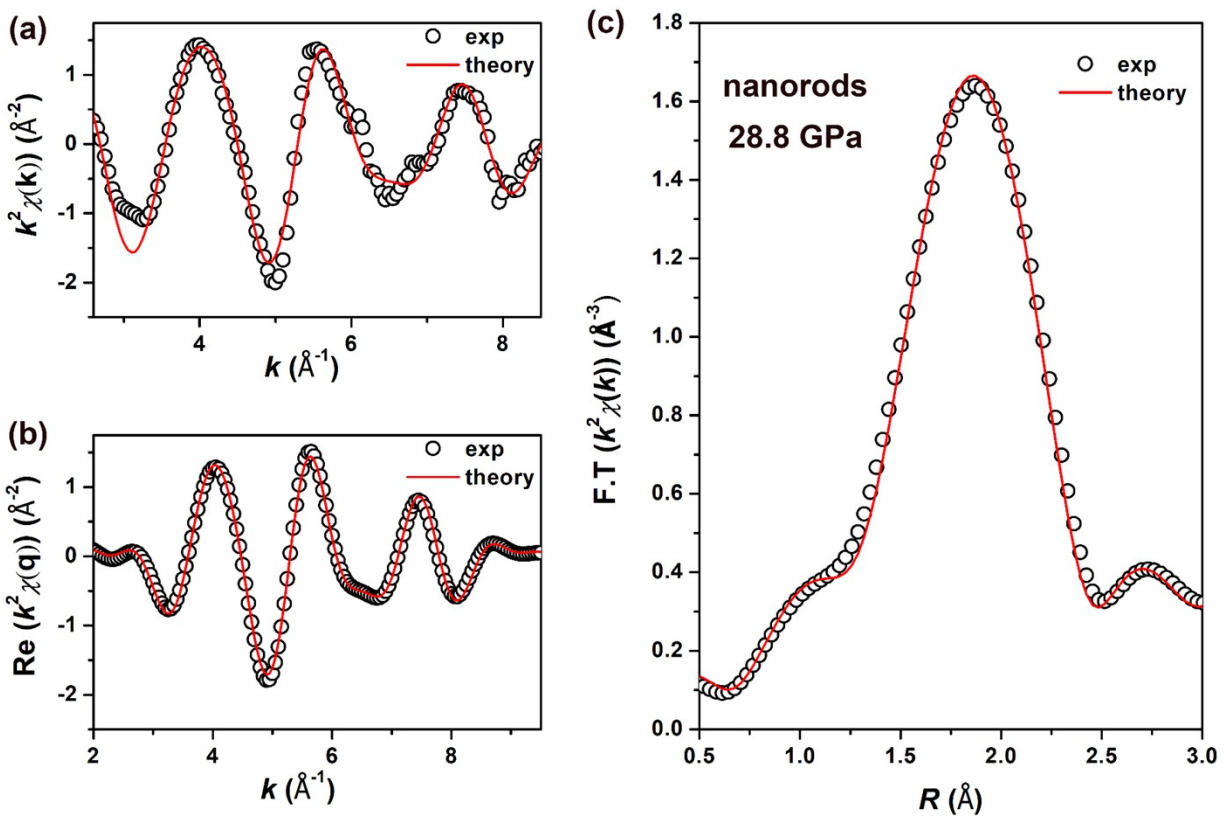 (a)
exp
theory
k² χ(k)) (Å⁻²)
1
0
-1
-2
4 6 8
k (Å⁻¹)
(b)
exp
theory
Re (k² χ(q)) (Å⁻²)
1
0
-1
-2
2 4 6 8
k (Å⁻¹)
(c)
nanorods
28.8 GPa
exp
theory
F.T (k² χ(k)) (Å⁻³)
1.8
1.6
1.4
1.2
1.0
0.8
0.6
0.4
0.2
0.0
0.5 1.0 1.5 2.0 2.5 3.0
R (Å)